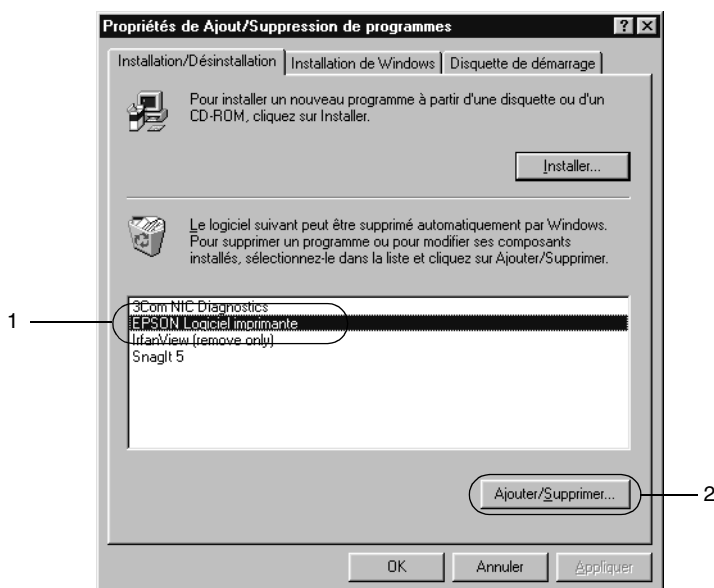 Propriétés de Ajout/Suppression de programmes
Installation/Désinstallation
Installation de Windows
Disquette de démarrage
Pour installer un nouveau programme à partir d'une disquette ou d'un
CD-ROM, cliquez sur Installer.
Installer...
Le logiciel suivant peut être supprimé automatiquement par Windows.
Pour supprimer un programme ou pour modifier ses composants
installés, sélectionnez-le dans la liste et cliquez sur Ajouter/Supprimer.
3Com NIC Diagnostics
1
EPSON Logiciel imprimante
IrfanView (remove only)
SnagIt 5
Ajouter/Supprimer...
2
OK
Annuler
Appliquer